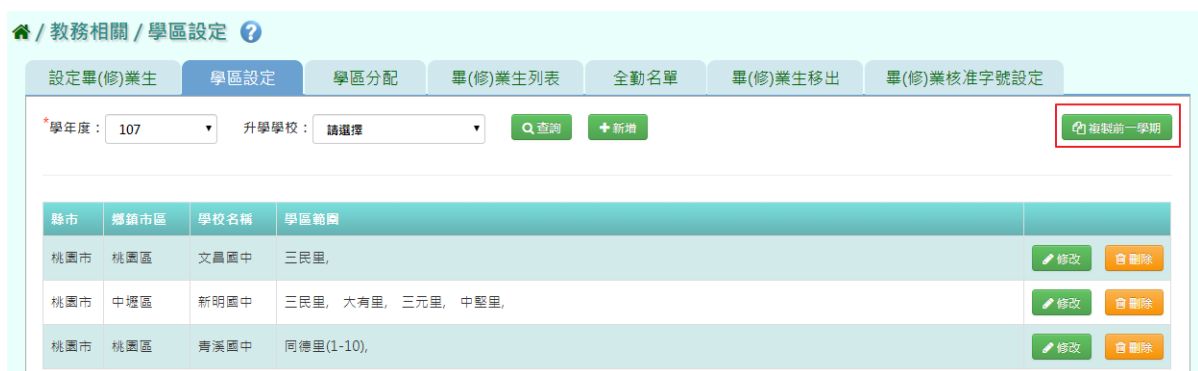 / 教務相關 / 學區設定 ?
設定畢(修)業生 學區設定 學區分配 畢(修)業生列表 全勤名單 畢(修)業生移出 畢(修)業核准字號設定
*學年度： 107 升學學校： 請選擇 查詢 新增 複製前一學期
縣市 鄉鎮市區 學校名稱 學區範圍
桃園市 桃園區 文昌國中 三民里, 修改 刪除
桃園市 中壢區 新明國中 三民里, 大有里, 三元里, 中堅里, 修改 刪除
桃園市 桃園區 青溪國中 同德里(1-10), 修改 刪除